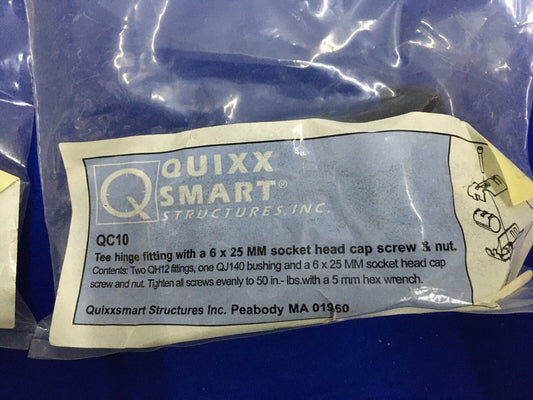 Q QUIXX
SMART®
STRUCTURES, INC.
QC10
Tee hinge fitting with a 6 x 25 MM socket head cap screw & nut.
Contents: Two QH12 fittings, one QJ140 bushing and a 6 x 25 MM socket head cap
screw and nut. Tighten all screws evenly to 50 in.- lbs.with a 5 mm hex wrench.
Quixxsmart Structures Inc. Peabody MA 01960